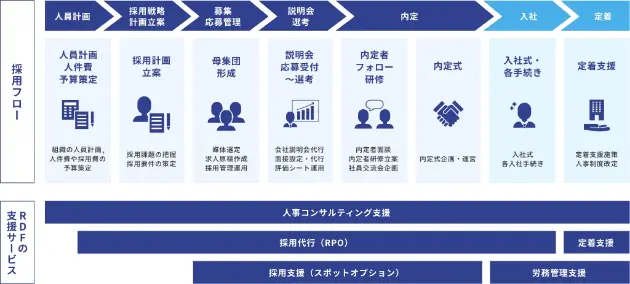 人員計画
採用戦略
計画立案
募集
応募管理
説明会
選考
内定
入社
定着
採用フロー
人員計画
人件費
予算策定
採用計画
立案
母集団
形成
説明会
応募受付
～選考
内定者
フォロー
研修
内定式
入社式・
各手続き
定着支援
組織の人員計画、
人件費や採用費の
予算策定
採用課題の把握
採用要件の策定
媒体選定
求人原稿作成
採用管理運用
会社説明会代行
面接設定・代行
評価シート運用
内定者面談
内定者研修立案
社員交流会企画
内定式企画・運営
入社式
各入社手続き
定着支援施策
人事制度改定
RDFの
支援サービス
人事コンサルティング支援
採用代行（RPO）
定着支援
採用支援（スポットオプション）
労務管理支援